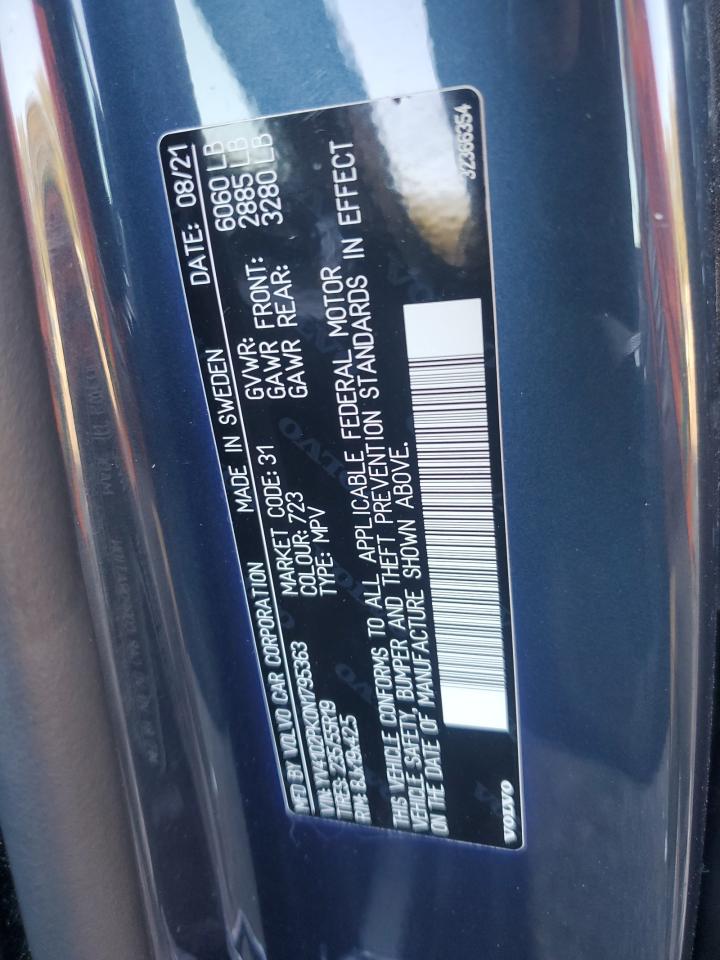 MFD BY VOLVO CAR CORPORATION MADE IN SWEDEN DATE: 08/21
VIN: YV4102PK0N1795363 MARKET CODE: 31 GVWR: 6060 LB
TIRES: 235/55R19 COLOUR: 723 GAWR FRONT: 2885 LB
RIM: 8Jx19x42.5 TYPE: MPV GAWR REAR: 3280 LB
THIS VEHICLE CONFORMS TO ALL APPLICABLE FEDERAL MOTOR
VEHICLE SAFETY, BUMPER AND THEFT PREVENTION STANDARDS IN EFFECT
ON THE DATE OF MANUFACTURE SHOWN ABOVE.
VOLVO 32366354